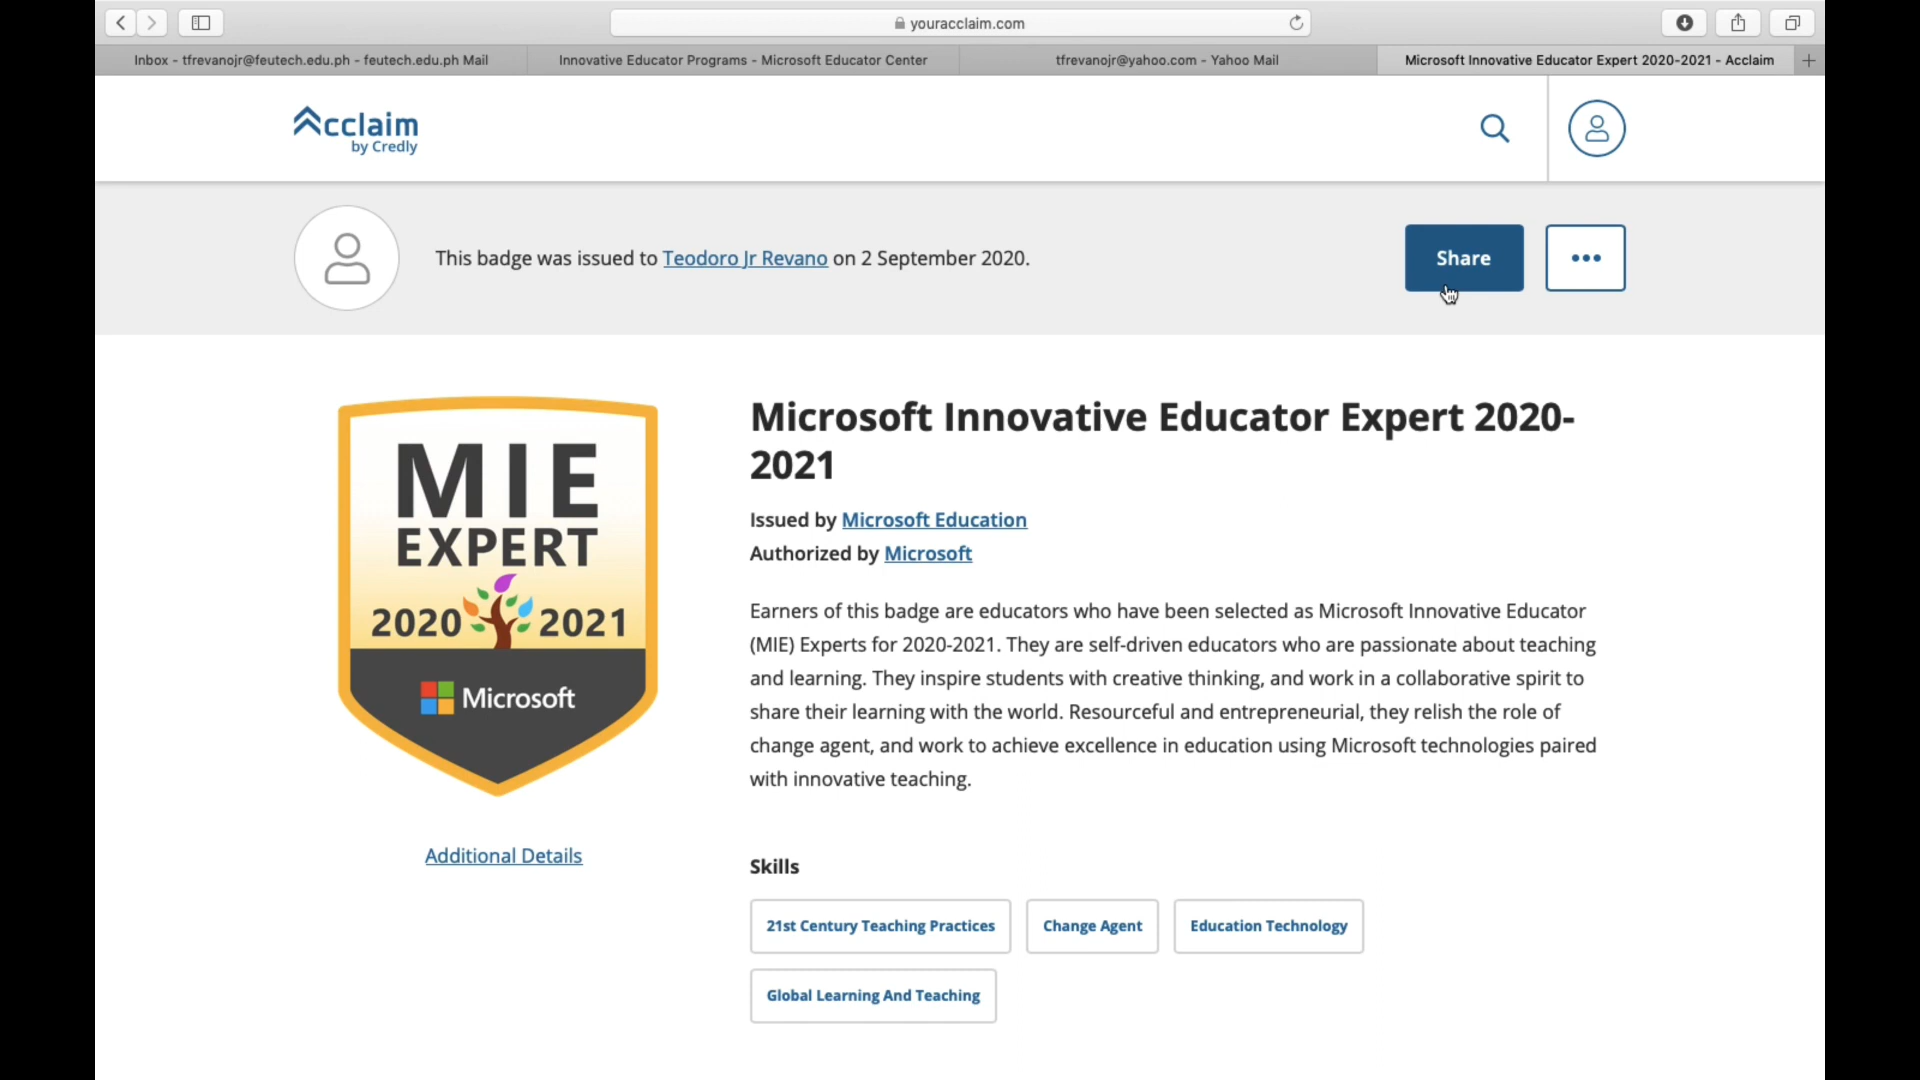 youracclaim.com
Inbox - tfrevanojr@feutech.edu.ph - feutech.edu.ph Mail
Innovative Educator Programs - Microsoft Educator Center
tfrevanojr@yahoo.com - Yahoo Mail
Microsoft Innovative Educator Expert 2020-2021 - Acclaim
Acclaim
by Credly
This badge was issued to Teodoro Jr Revano on 2 September 2020.
Share
MIE
EXPERT
2020 2021
Microsoft
Additional Details
Microsoft Innovative Educator Expert 2020-
2021
Issued by Microsoft Education
Authorized by Microsoft
Earners of this badge are educators who have been selected as Microsoft Innovative Educator
(MIE) Experts for 2020-2021. They are self-driven educators who are passionate about teaching
and learning. They inspire students with creative thinking, and work in a collaborative spirit to
share their learning with the world. Resourceful and entrepreneurial, they relish the role of
change agent, and work to achieve excellence in education using Microsoft technologies paired
with innovative teaching.
Skills
21st Century Teaching Practices
Change Agent
Education Technology
Global Learning And Teaching